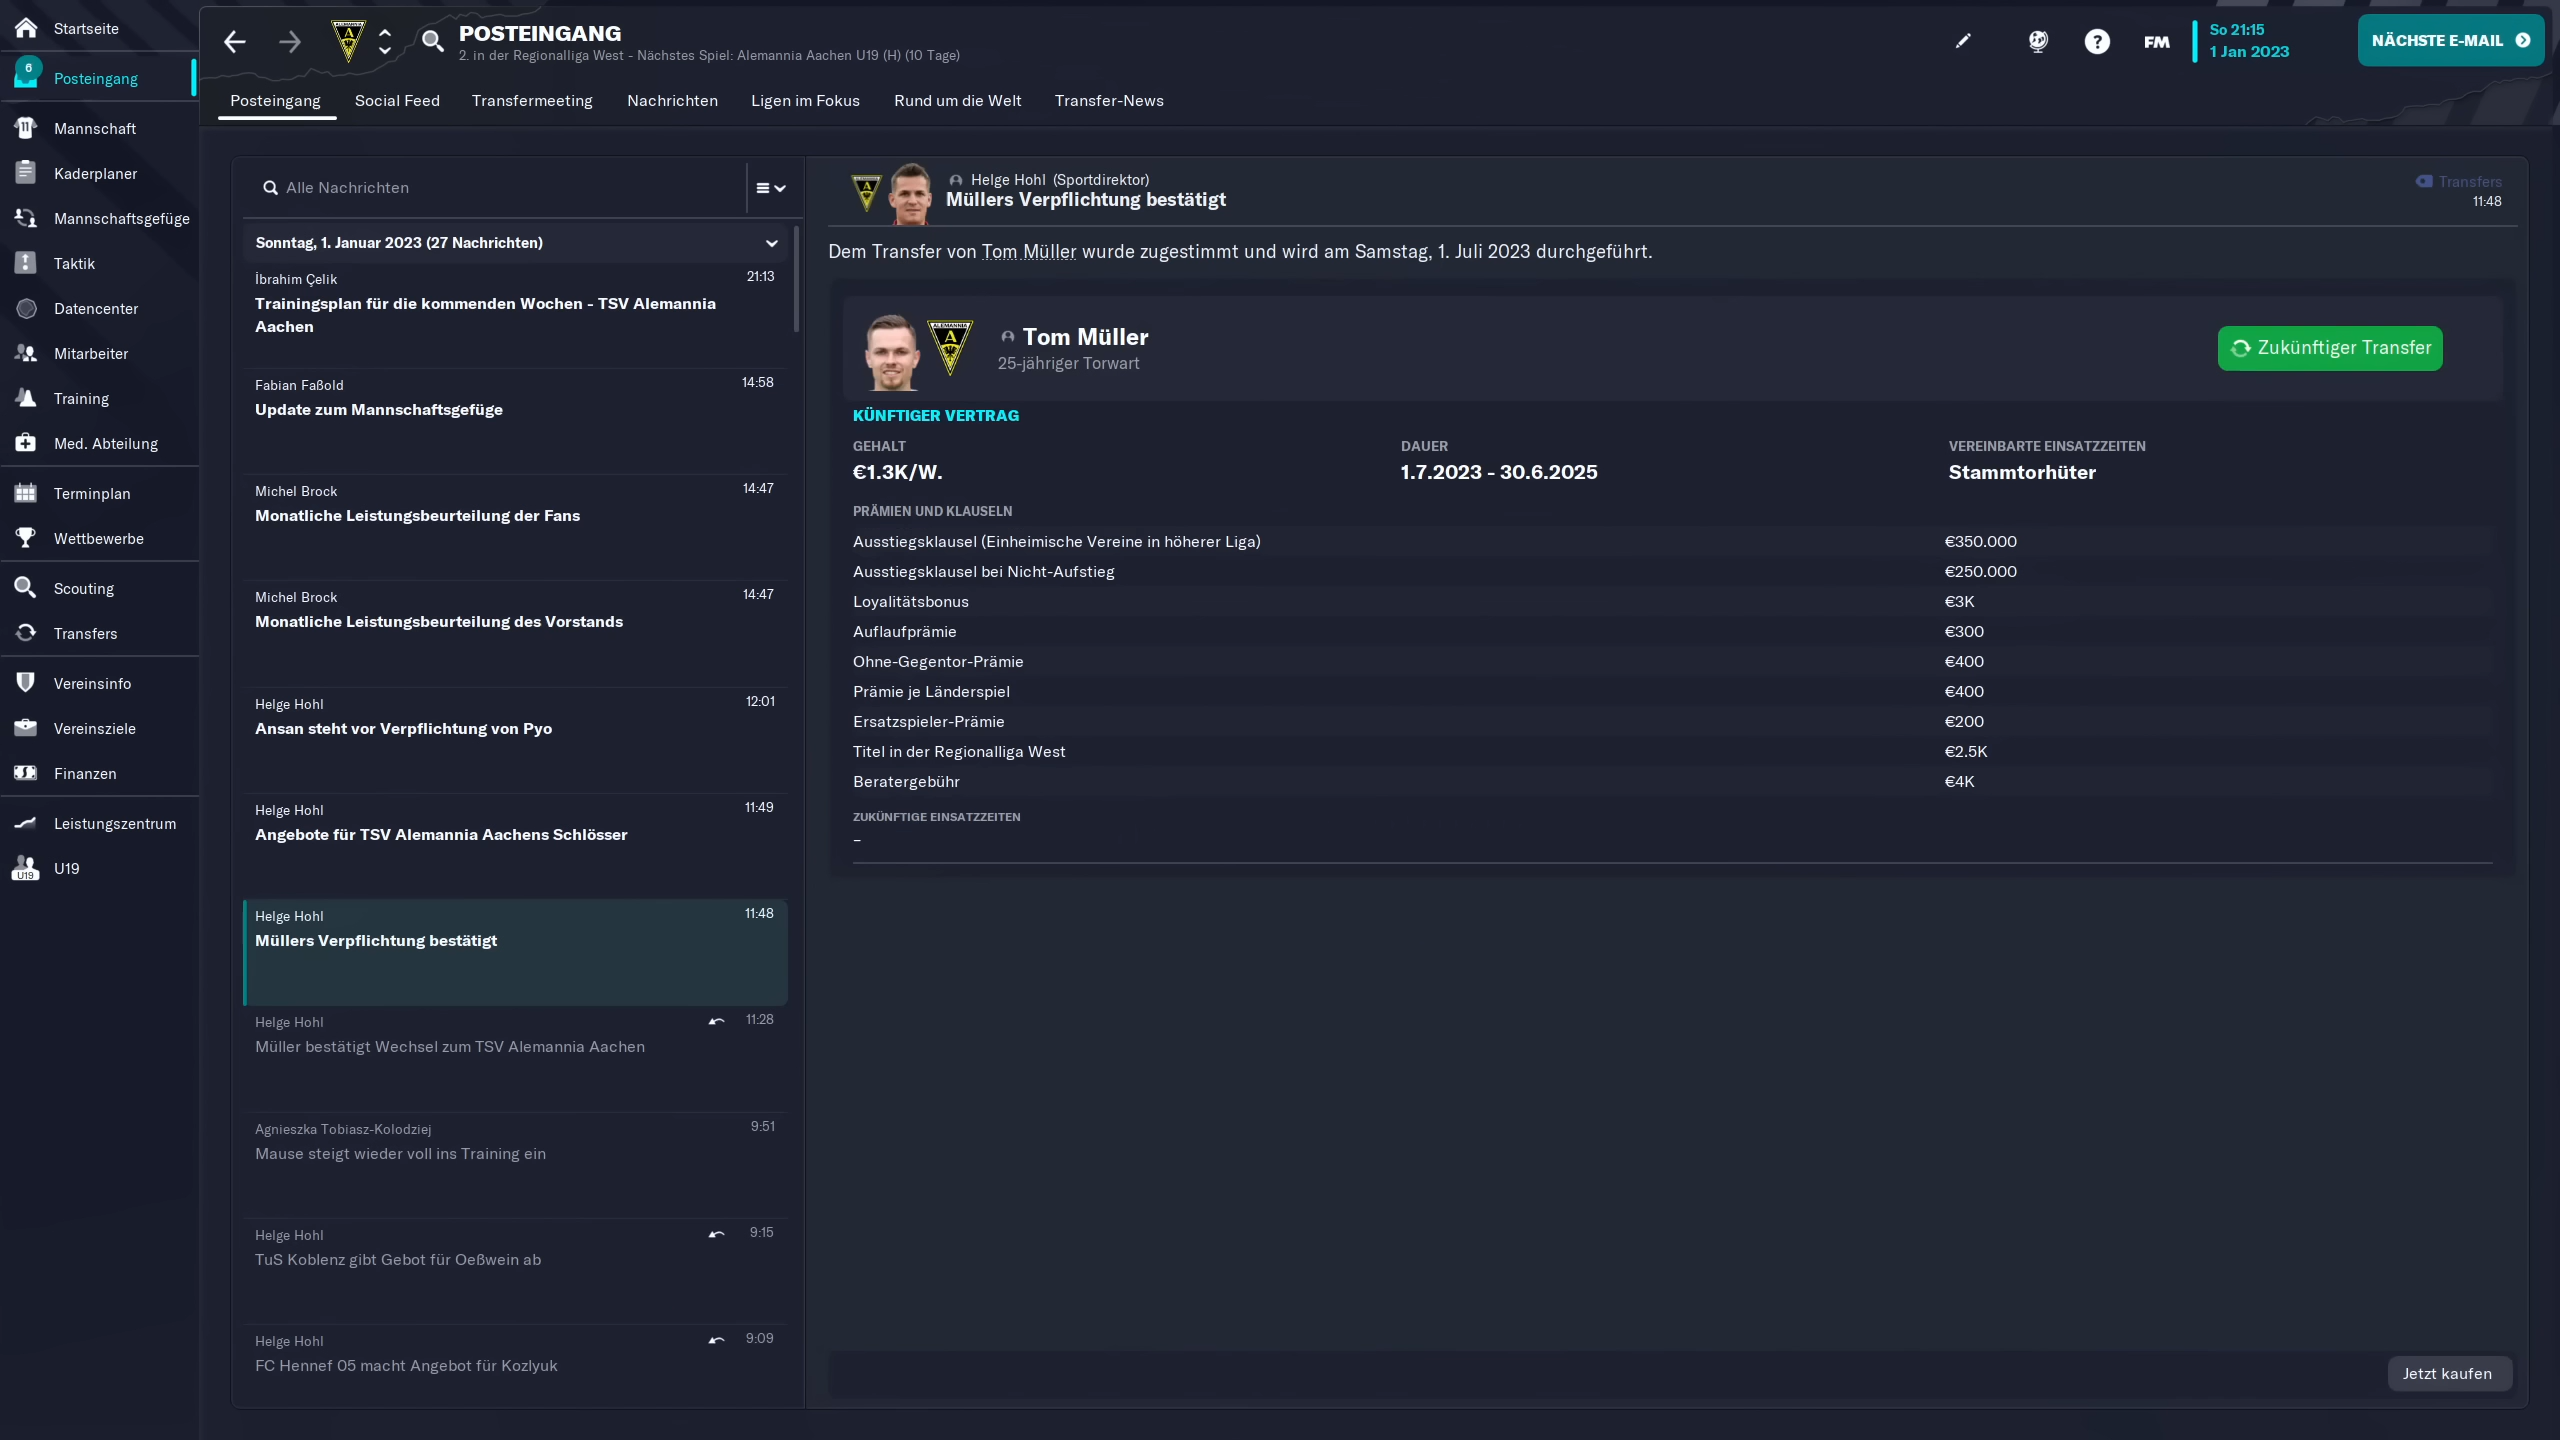 Startseite
6
Posteingang
11
Mannschaft
Kaderplaner
Mannschaftsgefüge
Taktik
Datencenter
Mitarbeiter
Training
Med. Abteilung
Terminplan
Wettbewerbe
Scouting
Transfers
Vereinsinfo
Vereinsziele
Finanzen
Leistungszentrum
U19
U19
ALEMANNIA
A
POSTEINGANG
2. in der Regionalliga West - Nächstes Spiel: Alemannia Aachen U19 (H) (10 Tage)
?
FM
So 21:15
1 Jan 2023
NÄCHSTE E-MAIL
Posteingang
Social Feed
Transfermeeting
Nachrichten
Ligen im Fokus
Rund um die Welt
Transfer-News
Alle Nachrichten
Sonntag, 1. Januar 2023 (27 Nachrichten)
İbrahim Çelik
21:13
Trainingsplan für die kommenden Wochen - TSV Alemannia
Aachen
Fabian Faßold
14:58
Update zum Mannschaftsgefüge
Michel Brock
14:47
Monatliche Leistungsbeurteilung der Fans
Michel Brock
14:47
Monatliche Leistungsbeurteilung des Vorstands
Helge Hohl
12:01
Ansan steht vor Verpflichtung von Pyo
Helge Hohl
11:49
Angebote für TSV Alemannia Aachens Schlösser
Helge Hohl
11:48
Müllers Verpflichtung bestätigt
Helge Hohl
11:28
Müller bestätigt Wechsel zum TSV Alemannia Aachen
Agnieszka Tobiasz-Kolodziej
9:51
Mause steigt wieder voll ins Training ein
Helge Hohl
9:15
TuS Koblenz gibt Gebot für Oeßwein ab
Helge Hohl
9:09
FC Hennef 05 macht Angebot für Kozlyuk
A
Helge Hohl (Sportdirektor)
Müllers Verpflichtung bestätigt
Transfers
11:48
Dem Transfer von Tom Müller wurde zugestimmt und wird am Samstag, 1. Juli 2023 durchgeführt.
ALEMANNIA
A
Tom Müller
25-jähriger Torwart
Zukünftiger Transfer
KÜNFTIGER VERTRAG
GEHALT
€1.3K/W.
DAUER
1.7.2023 - 30.6.2025
VEREINBARTE EINSATZZEITEN
Stammtorhüter
PRÄMIEN UND KLAUSELN
Ausstiegsklausel (Einheimische Vereine in höherer Liga) €350.000
Ausstiegsklausel bei Nicht-Aufstieg €250.000
Loyalitätsbonus €3K
Auflaufprämie €300
Ohne-Gegentor-Prämie €400
Prämie je Länderspiel €400
Ersatzspieler-Prämie €200
Titel in der Regionalliga West €2.5K
Beratergebühr €4K
ZUKÜNFTIGE EINSATZZEITEN
-
Jetzt kaufen